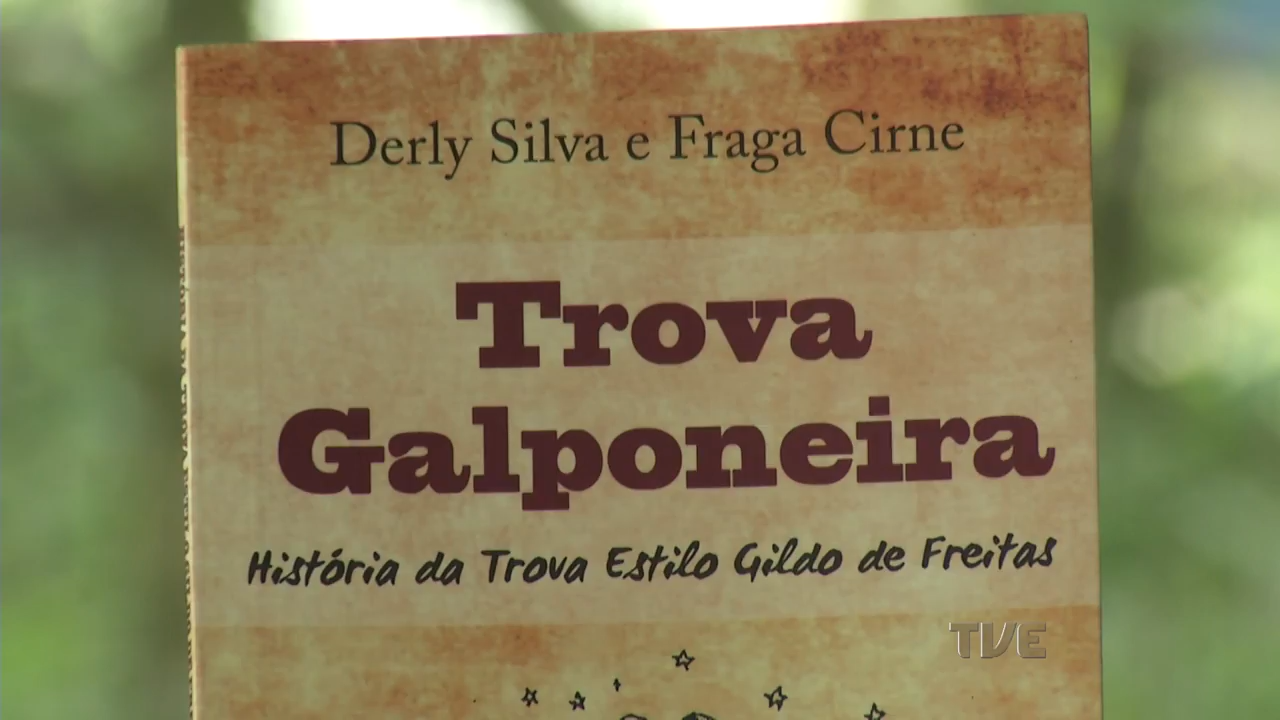 Derly Silva e Fraga Cirne
Trova
Galponeira
História da Trova Estilo Gildo de Freitas
TVE